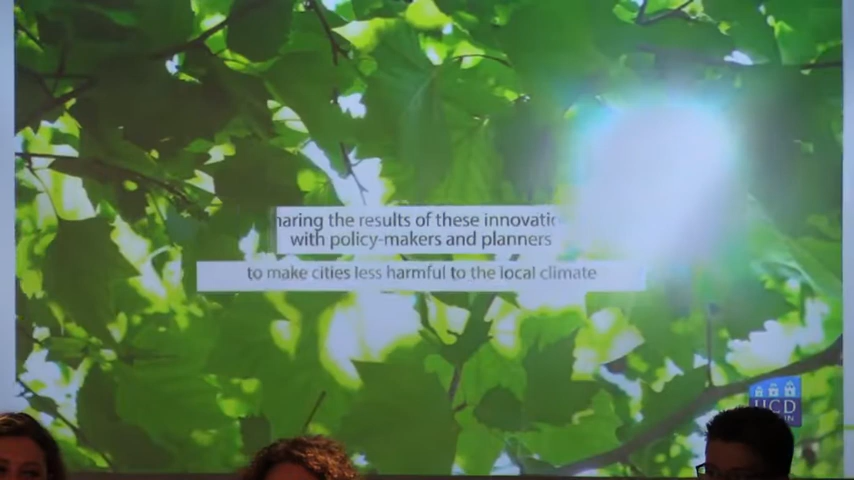 haring the results of these innovatio
with policy-makers and planners
to make cities less harmful to the local climate
UCD